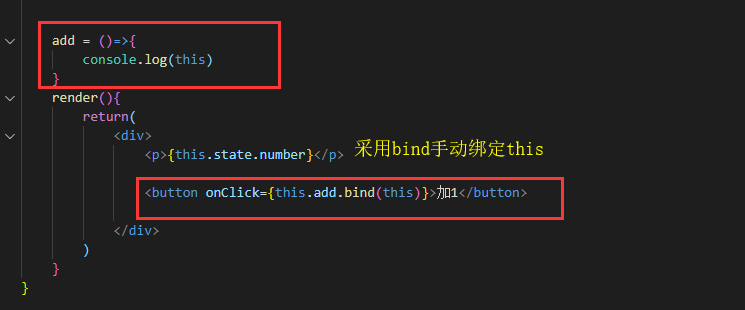 add = ()=>{
console.log(this)
}
render(){
return(
<div>
<p>{this.state.number}</p>
采用bind手动绑定this
<button onClick={this.add.bind(this)}>加1</button>
</div>
)
}
}